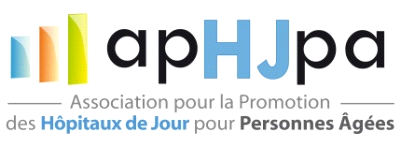 apHJpa
Association pour la Promotion
des Hôpitaux de Jour pour Personnes Âgées